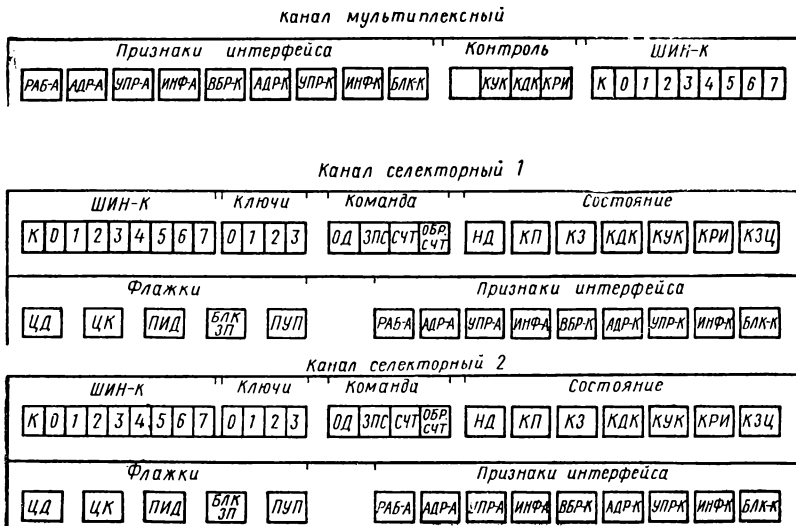 Канал мультиплексный
Признаки интерфейса Контроль ШИН-К
РАБ-А АДР-А УПР-А ИНФ-А ВБР-К АДР-К УПР-К ИНФ-К БЛК-К КУК КДК КРИ К 0 1 2 3 4 5 6 7
Канал селекторный 1
ШИН-К Ключи Команда Состояние
К 0 1 2 3 4 5 6 7 0 1 2 3 ОД ЗПС СЧТ ОБР. СЧТ НД КП КЗ КДК КУК КРИ КЗЦ
Флажки Признаки интерфейса
ЦД ЦК ПИД БЛК ЗП ПУП РАБ-А АДР-А УПР-А ИНФ-А ВБР-К АДР-К УПР-К ИНФ-К БЛК-К
Канал селекторный 2
ШИН-К Ключи Команда Состояние
К 0 1 2 3 4 5 6 7 0 1 2 3 ОД ЗПС СЧТ ОБР. СЧТ НД КП КЗ КДК КУК КРИ КЗЦ
Флажки Признаки интерфейса
ЦД ЦК ПИД БЛК ЗП ПУП РАБ-А АДР-А УПР-А ИНФ-А ВБР-К АДР-К УПР-К ИНФ-К БЛК-К